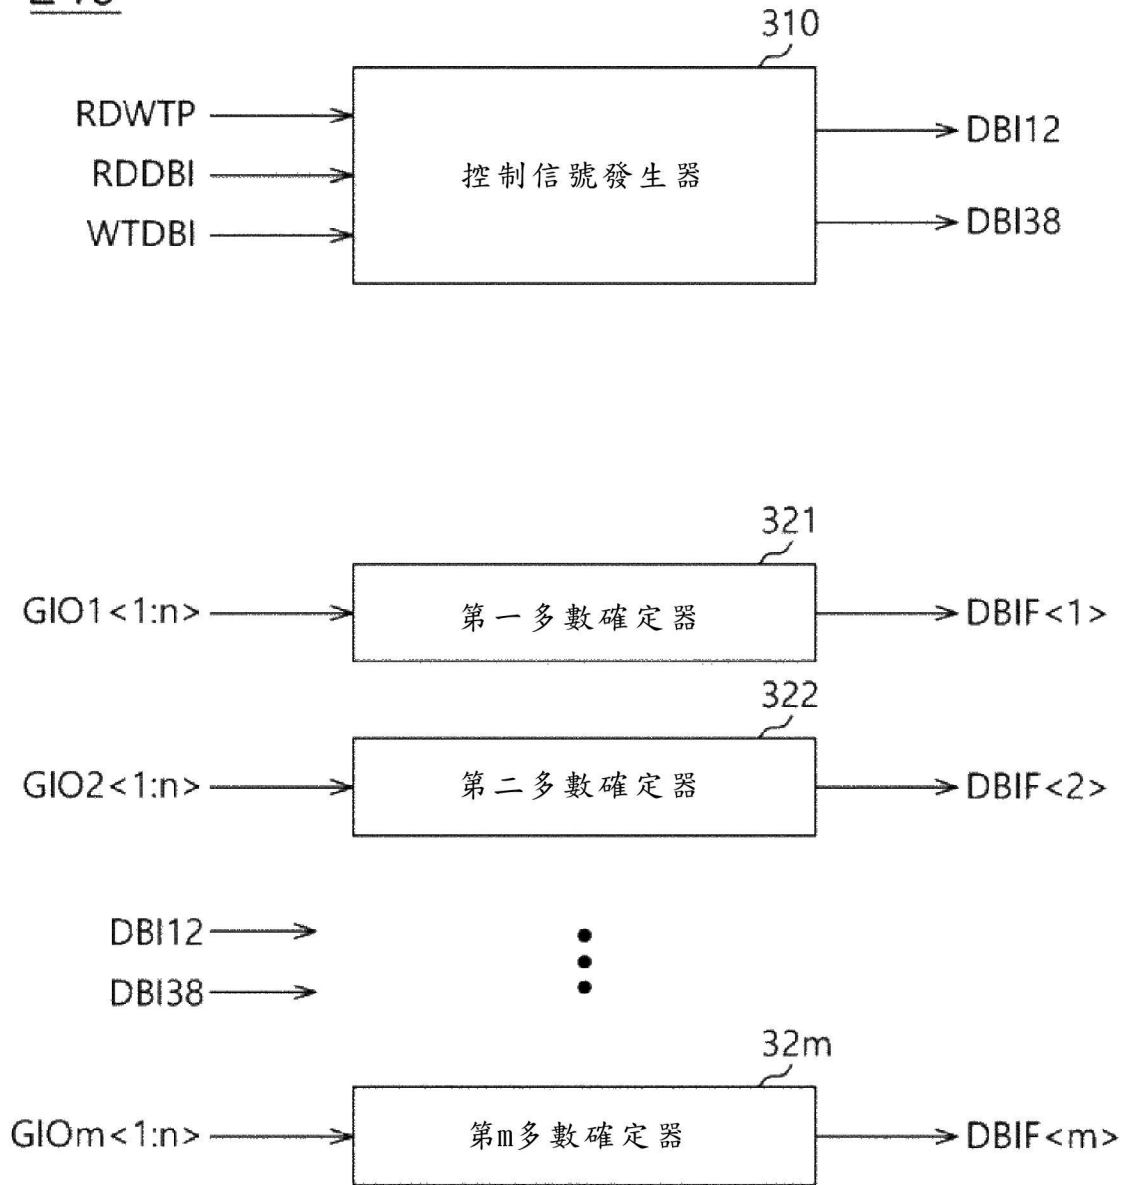 310
RDWTP
RDDBI
WTDBI
控制信號發生器
DBI12
DBI38
321
GIO1<1:n>
第一多數確定器
DBIF<1>
322
GIO2<1:n>
第二多數確定器
DBIF<2>
DBI12
DBI38
32m
GIOm<1:n>
第m多數確定器
DBIF<m>